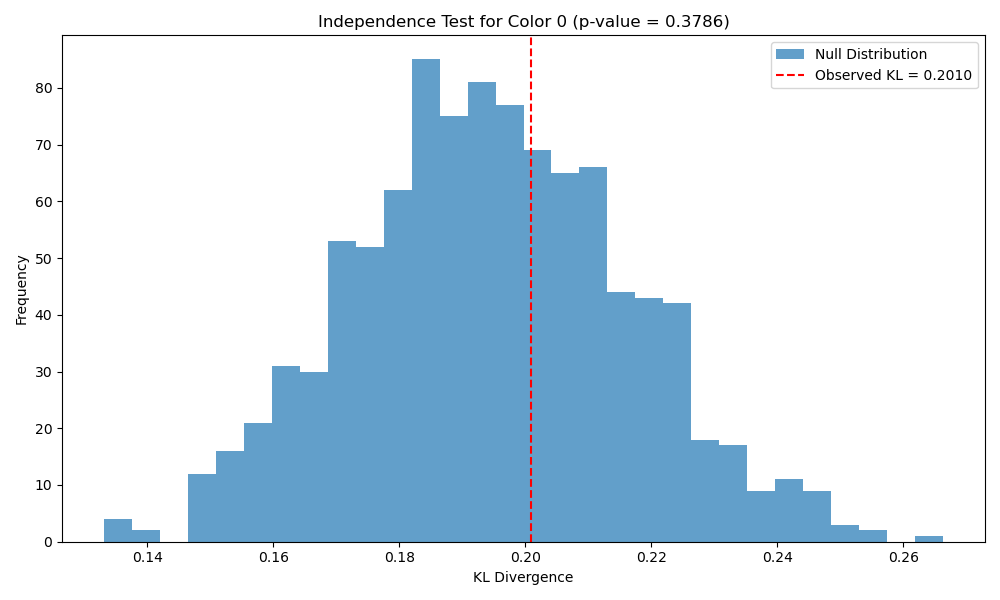 Independence Test for Color 0 (p-value = 0.3786)
Null Distribution
Observed KL = 0.2010
Frequency
80
70
60
50
40
30
20
10
0
0.14 0.16 0.18 0.20 0.22 0.24 0.26
KL Divergence